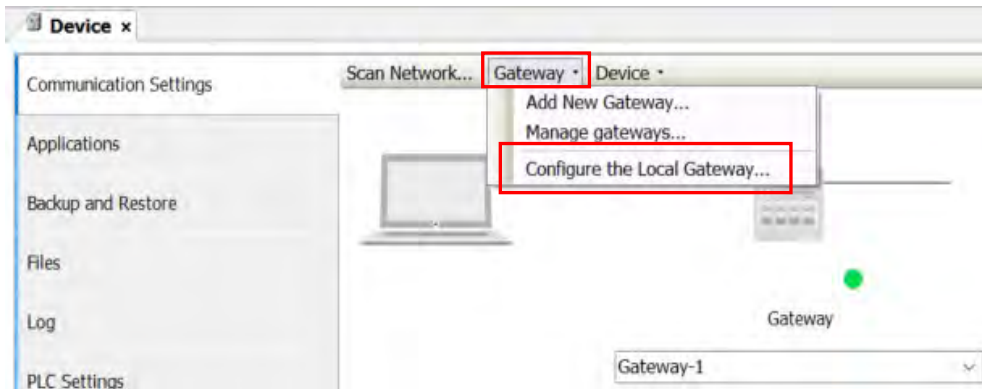 Device x
Communication Settings
Scan Network... Gateway Device
Add New Gateway...
Manage gateways...
Configure the Local Gateway...
Applications
Backup and Restore
Files
Log
PLC Settings
Gateway
Gateway-1